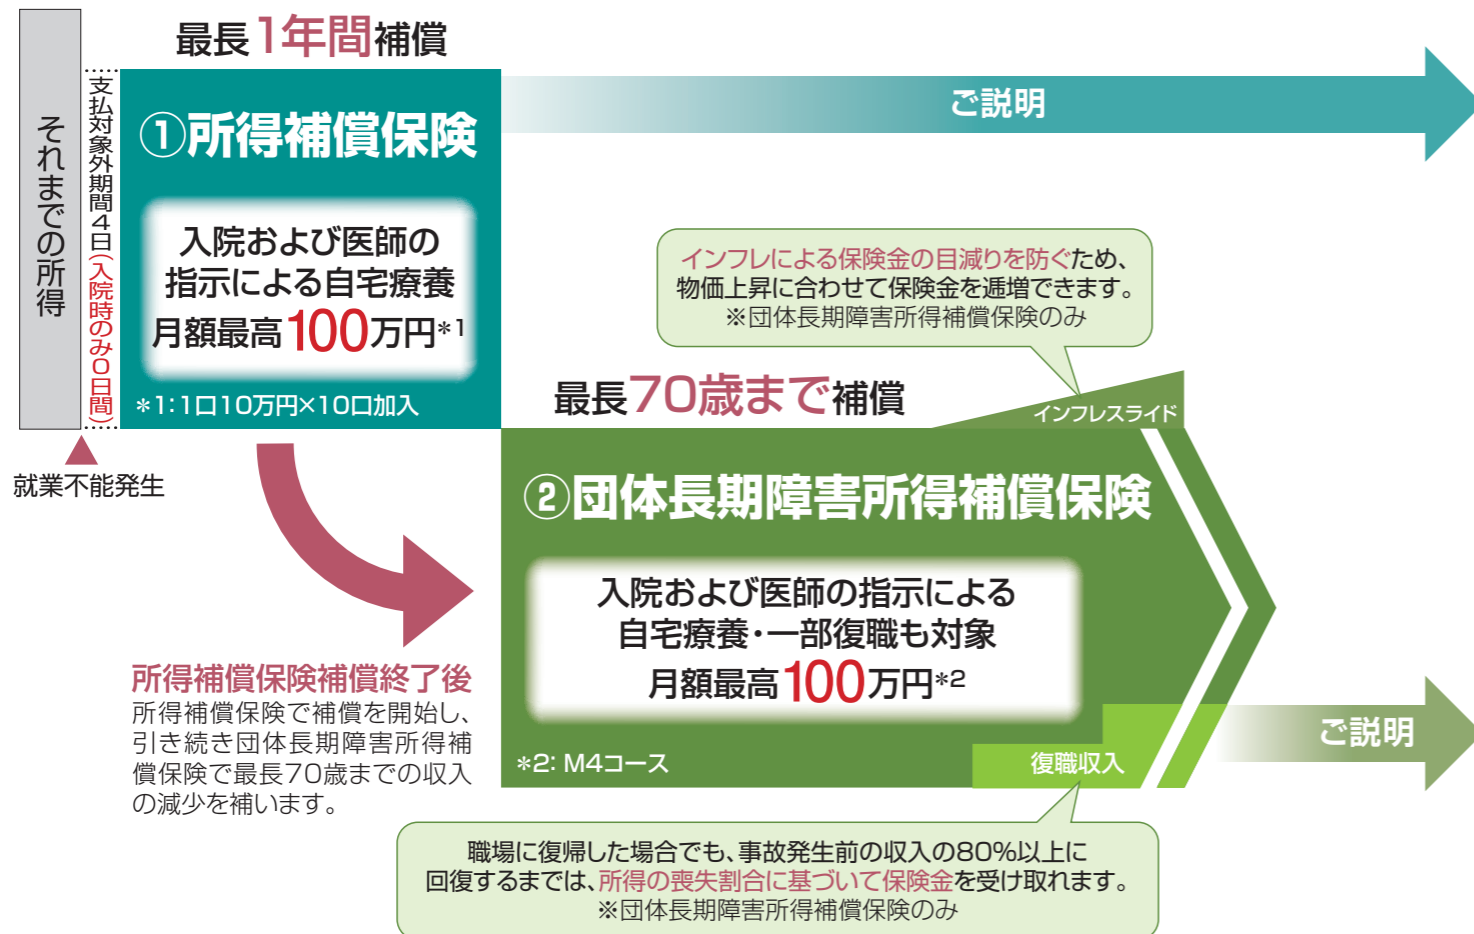 最長1年間補償
それまでの所得
支払対象外期間4日(入院時のみ0日間)
①所得補償保険
入院および医師の
指示による自宅療養
月額最高100万円*1
*1:1口10万円×10口加入
ご説明
就業不能発生
インフレによる保険金の目減りを防ぐため、
物価上昇に合わせて保険金を逓増できます。
※団体長期障害所得補償保険のみ
最長70歳まで補償
インフレスライド
②団体長期障害所得補償保険
入院および医師の指示による
自宅療養・一部復職も対象
月額最高100万円*2
*2: M4コース
復職収入
ご説明
所得補償保険補償終了後
所得補償保険で補償を開始し、
引き続き団体長期障害所得補
償保険で最長70歳までの収入
の減少を補います。
職場に復帰した場合でも、事故発生前の収入の80%以上に
回復するまでは、所得の喪失割合に基づいて保険金を受け取れます。
※団体長期障害所得補償保険のみ